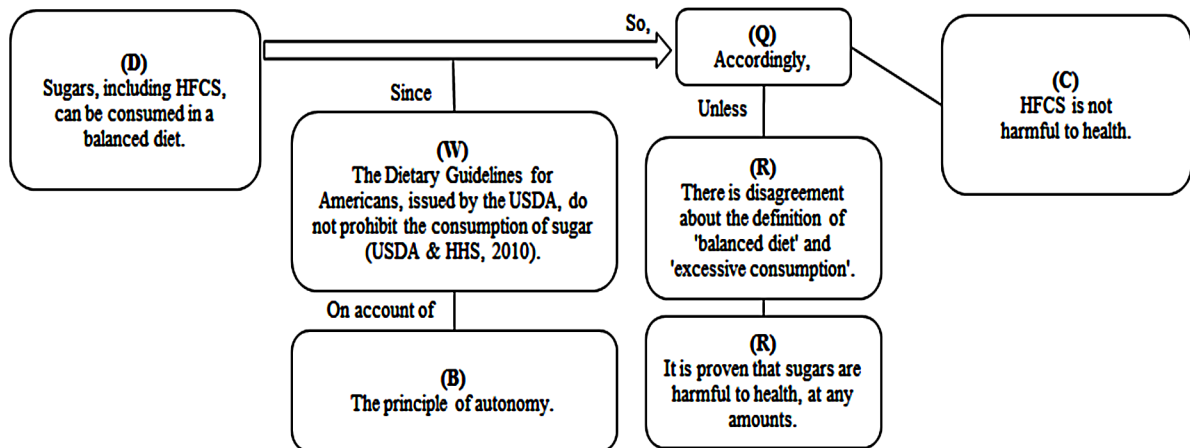 (D)
Sugars, including HFCS,
can be consumed in a
balanced diet.
So,
(Q)
Accordingly,
(C)
HFCS is not
harmful to health.
Since
(W)
The Dietary Guidelines for
Americans, issued by the USDA, do
not prohibit the consumption of sugar
(USDA & HHS, 2010).
On account of
(B)
The principle of autonomy.
Unless
(R)
There is disagreement
about the definition of
'balanced diet' and
'excessive consumption'.
(R)
It is proven that sugars are
harmful to health, at any
amounts.